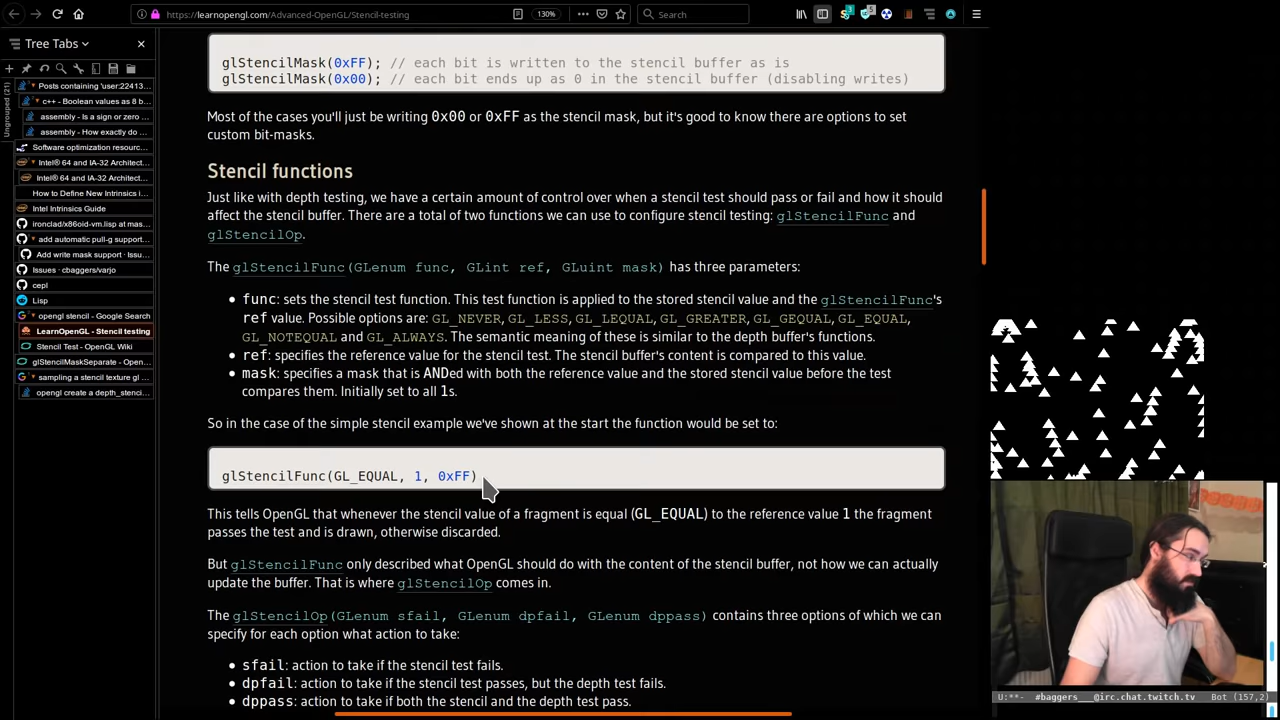 https://learnopengl.com/Advanced-OpenGL/Stencil-testing
130%
Search
Tree Tabs
Ungrouped (21)
Posts containing 'user:22413...
c++ - Boolean values as 8 b...
assembly - Is a sign or zero ...
assembly - How exactly do ...
Software optimization resourc...
Intel® 64 and IA-32 Architect...
Intel® 64 and IA-32 Architect...
How to Define New Intrinsics i...
Intel Intrinsics Guide
ironclad/x86oid-vm.lisp at mas...
add automatic pull-g support...
Add write mask support · Issu...
Issues · cbaggers/varjo
cepl
Lisp
opengl stencil - Google Search
LearnOpenGL - Stencil testing
Stencil Test - OpenGL Wiki
glStencilMaskSeparate - Open...
sampling a stencil texture gl ...
opengl create a depth_stenci...
glStencilMask(0xFF); // each bit is written to the stencil buffer as is
glStencilMask(0x00); // each bit ends up as 0 in the stencil buffer (disabling writes)
Most of the cases you'll just be writing 0x00 or 0xFF as the stencil mask, but it's good to know there are options to set
custom bit-masks.
Stencil functions
Just like with depth testing, we have a certain amount of control over when a stencil test should pass or fail and how it should
affect the stencil buffer. There are a total of two functions we can use to configure stencil testing: glStencilFunc and
glStencilOp.
The glStencilFunc(GLenum func, GLint ref, GLuint mask) has three parameters:
• func: sets the stencil test function. This test function is applied to the stored stencil value and the glStencilFunc's
ref value. Possible options are: GL_NEVER, GL_LESS, GL_LEQUAL, GL_GREATER, GL_GEQUAL, GL_EQUAL,
GL_NOTEQUAL and GL_ALWAYS. The semantic meaning of these is similar to the depth buffer's functions.
• ref: specifies the reference value for the stencil test. The stencil buffer's content is compared to this value.
• mask: specifies a mask that is ANDed with both the reference value and the stored stencil value before the test
compares them. Initially set to all 1s.
So in the case of the simple stencil example we've shown at the start the function would be set to:
glStencilFunc(GL_EQUAL, 1, 0xFF)
This tells OpenGL that whenever the stencil value of a fragment is equal (GL_EQUAL) to the reference value 1 the fragment
passes the test and is drawn, otherwise discarded.
But glStencilFunc only described what OpenGL should do with the content of the stencil buffer, not how we can actually
update the buffer. That is where glStencilOp comes in.
The glStencilOp(GLenum sfail, GLenum dpfail, GLenum dppass) contains three options of which we can
specify for each option what action to take:
• sfail: action to take if the stencil test fails.
• dpfail: action to take if the stencil test passes, but the depth test fails.
• dppass: action to take if both the stencil and the depth test pass.
U:**- #baggers___@irc.chat.twitch.tv Bot (157,2)